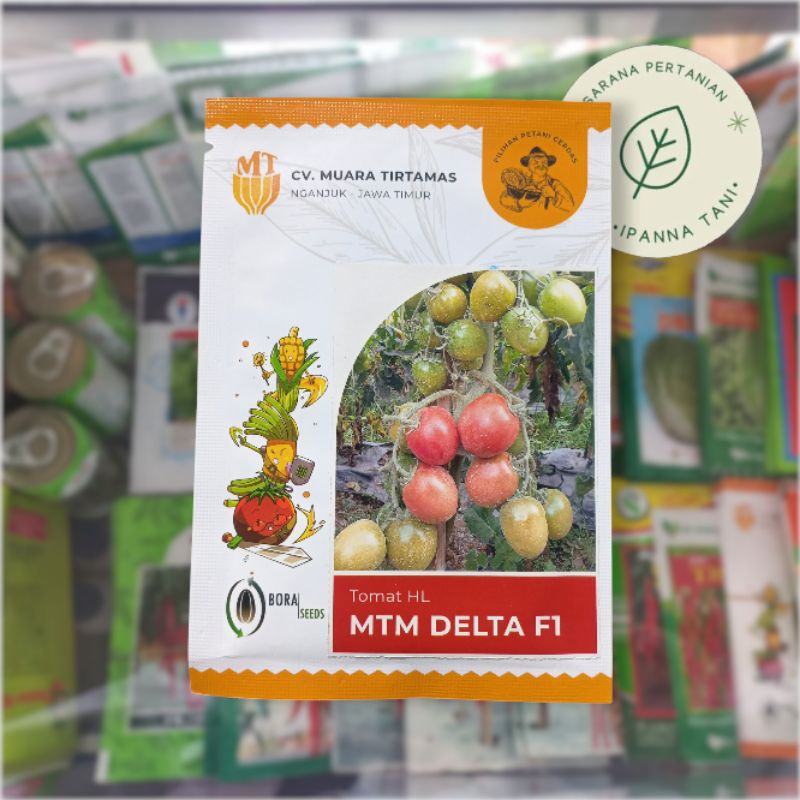 SARANA PERTANIAN
•IPANNA TANI•
MT
CV. MUARA TIRTAMAS
NGANJUK - JAWA TIMUR
PILIHAN PETANI CERDAS
BORA
SEEDS
Tomat HL
MTM DELTA F1